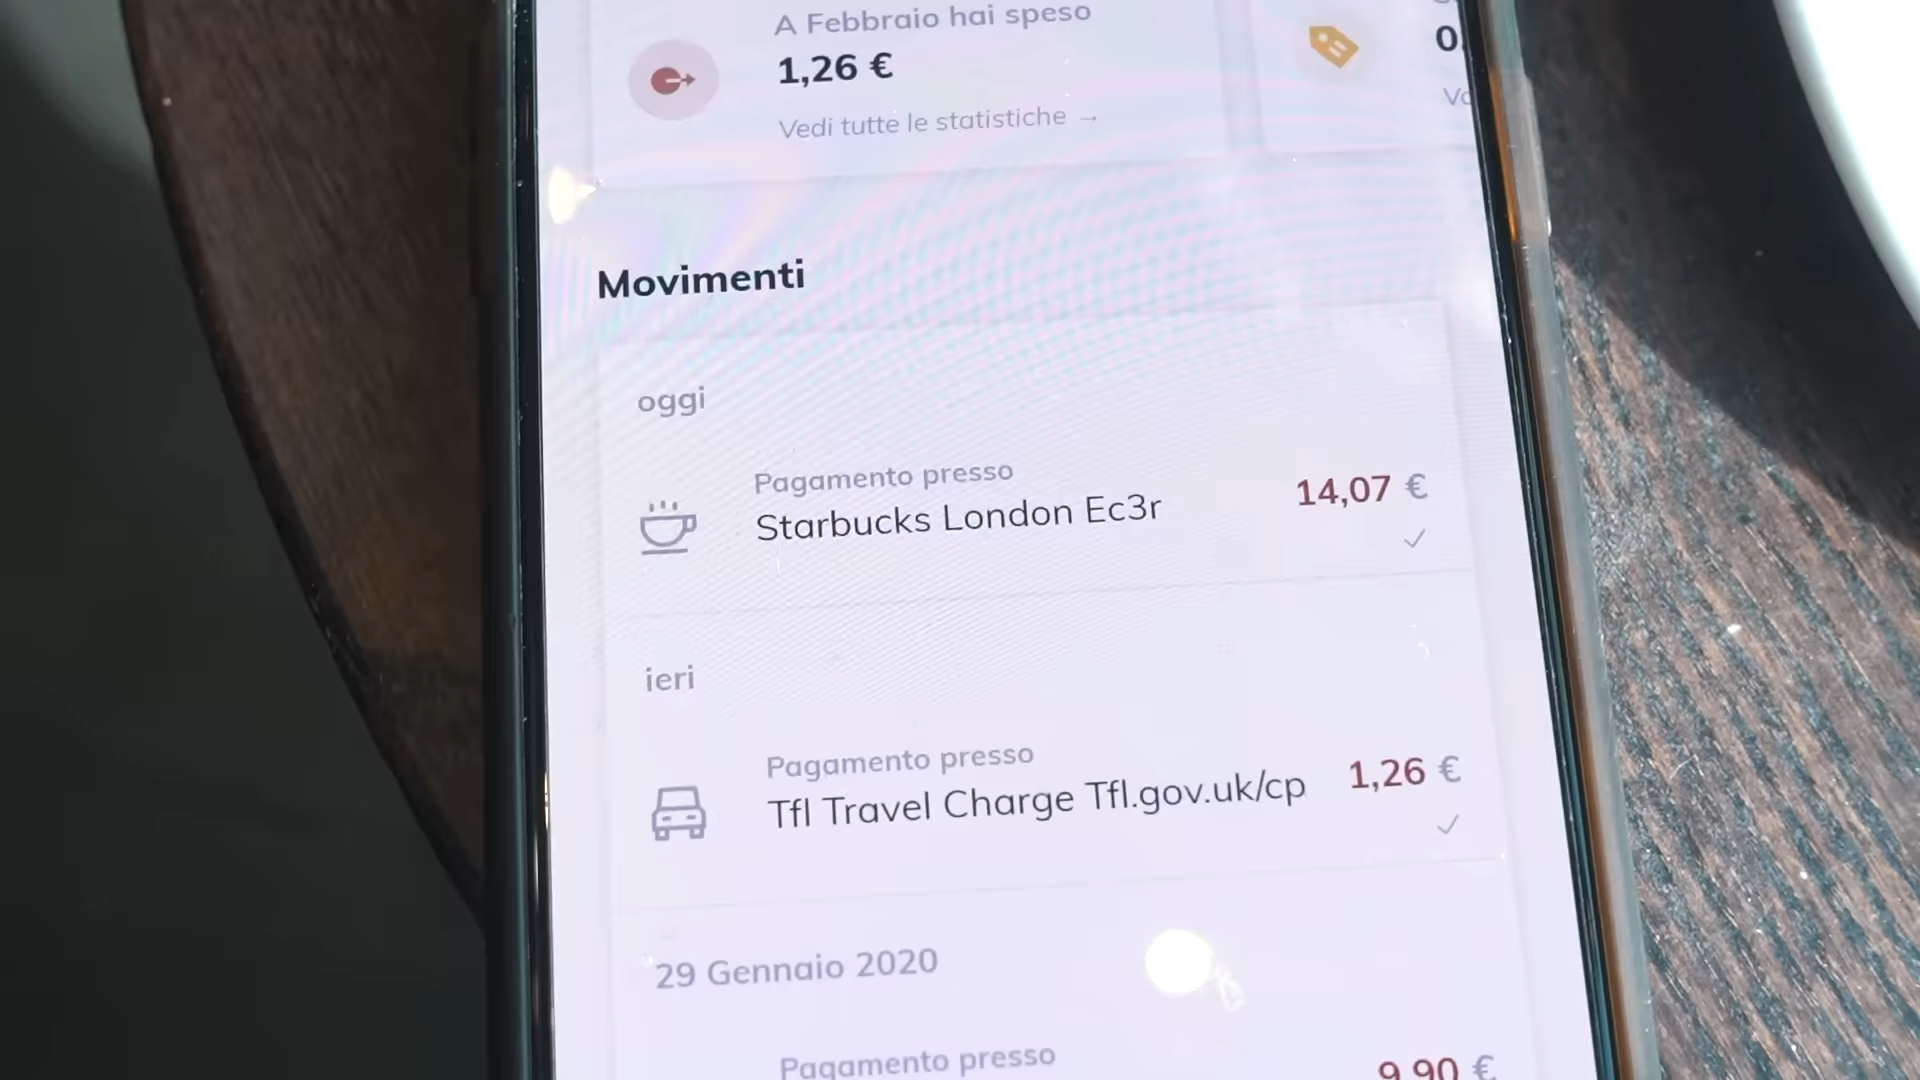 A Febbraio hai speso
1,26 €
Vedi tutte le statistiche →
0,
Movimenti
oggi
Pagamento presso
Starbucks London Ec3r
14,07 €
ieri
Pagamento presso
Tfl Travel Charge Tfl.gov.uk/cp
1,26 €
29 Gennaio 2020
Pagamento presso
9,90 €